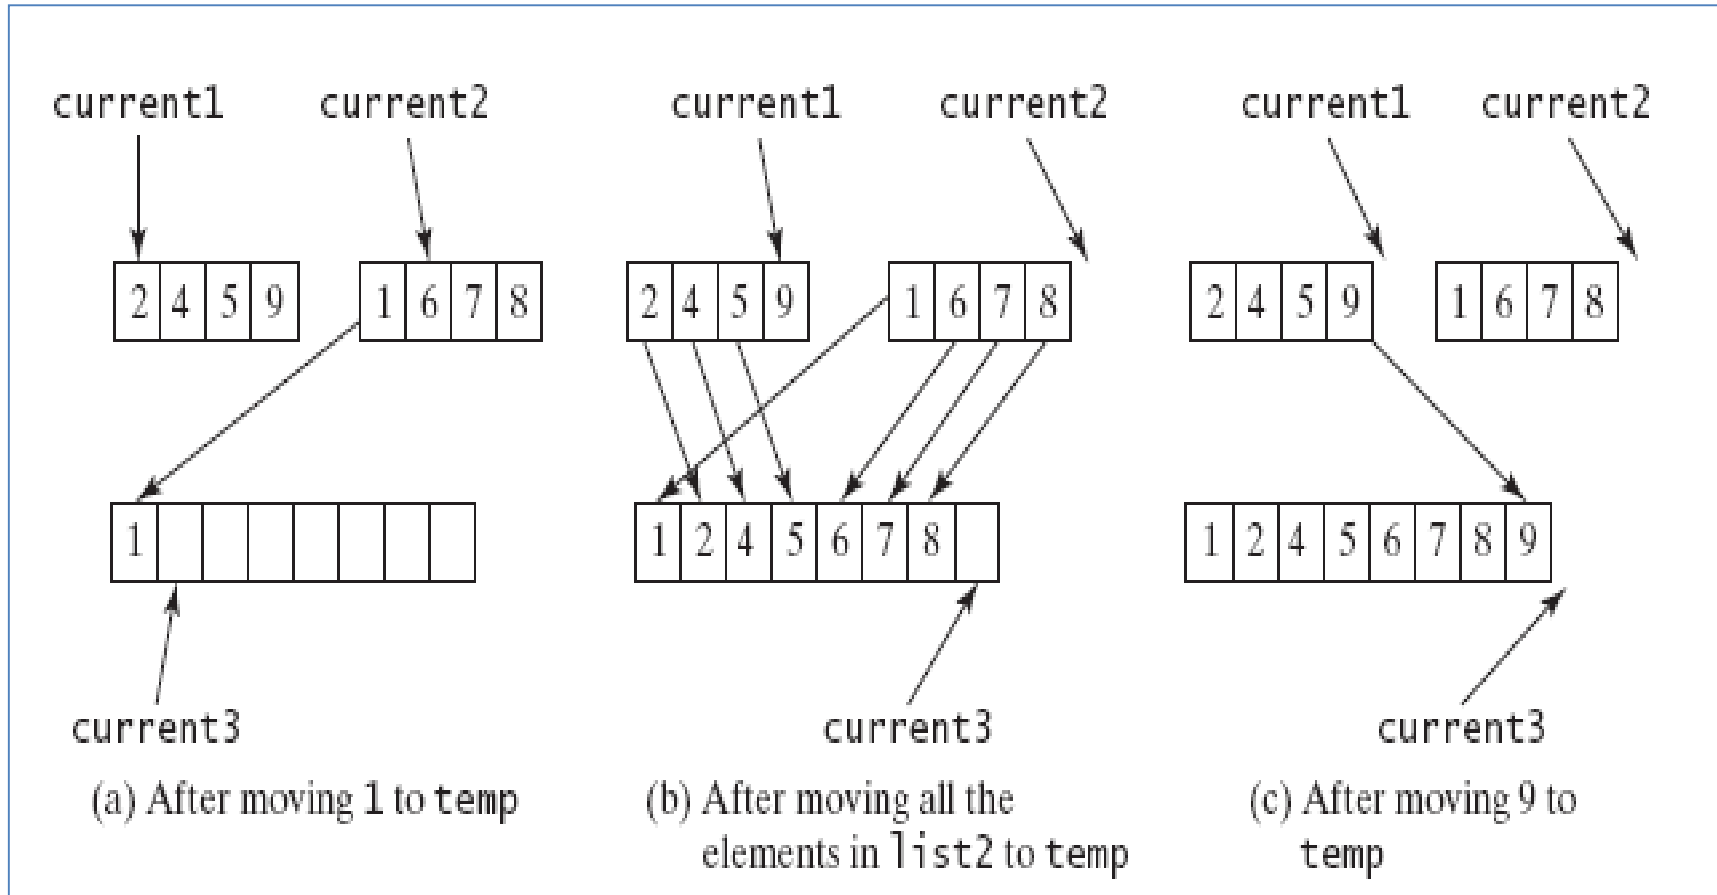 current1 current2 current1 current2 current1 current2
2 4 5 9 1 6 7 8 2 4 5 9 1 6 7 8 2 4 5 9 1 6 7 8
1 1 2 4 5 6 7 8 1 2 4 5 6 7 8 9
current3 current3 current3
(a) After moving 1 to temp
(b) After moving all the
elements in list2 to temp
(c) After moving 9 to
temp